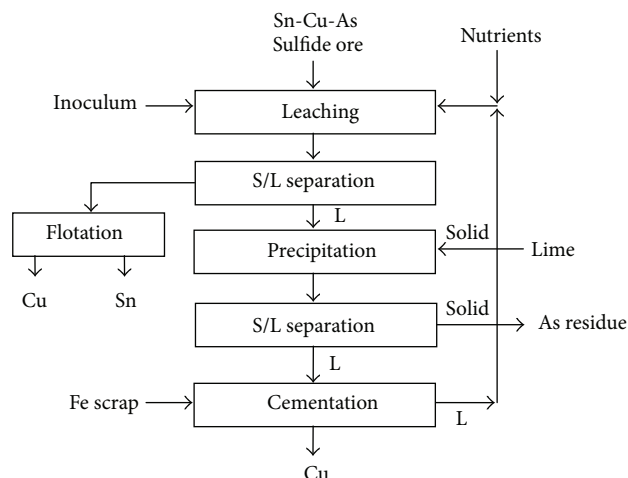 Sn-Cu-As
Sulfide ore
Nutrients
Inoculum
Leaching
S/L separation
L
Flotation
Solid
Precipitation
Lime
Cu
Sn
Solid
S/L separation
As residue
L
Fe scrap
Cementation
L
Cu